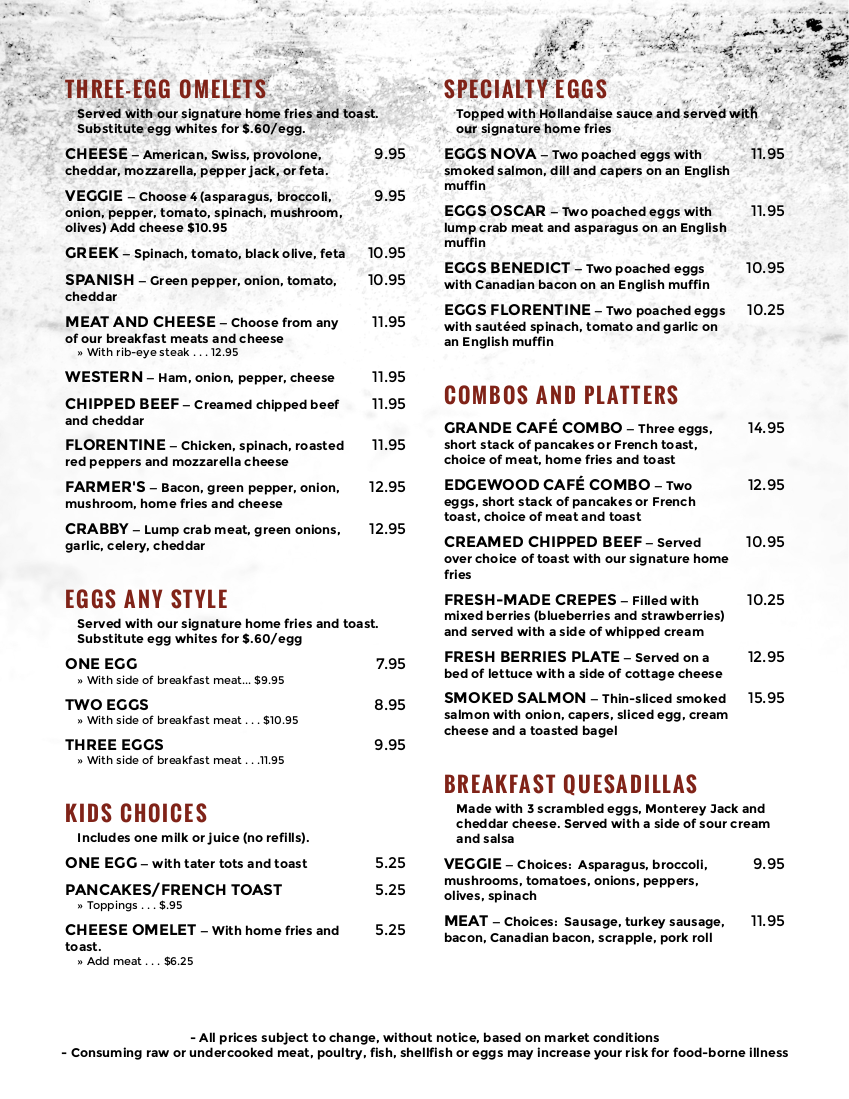 THREE-EGG OMELETS
Served with our signature home fries and toast.
Substitute egg whites for $.60/egg.
CHEESE – American, Swiss, provolone, 9.95
cheddar, mozzarella, pepper jack, or feta.
VEGGIE – Choose 4 (asparagus, broccoli, 9.95
onion, pepper, tomato, spinach, mushroom,
olives) Add cheese $10.95
GREEK – Spinach, tomato, black olive, feta 10.95
SPANISH – Green pepper, onion, tomato, 10.95
cheddar
MEAT AND CHEESE – Choose from any 11.95
of our breakfast meats and cheese
» With rib-eye steak . . . 12.95
WESTERN – Ham, onion, pepper, cheese 11.95
CHIPPED BEEF – Creamed chipped beef 11.95
and cheddar
FLORENTINE – Chicken, spinach, roasted 11.95
red peppers and mozzarella cheese
FARMER'S – Bacon, green pepper, onion, 12.95
mushroom, home fries and cheese
CRABBY – Lump crab meat, green onions, 12.95
garlic, celery, cheddar
EGGS ANY STYLE
Served with our signature home fries and toast.
Substitute egg whites for $.60/egg
ONE EGG 7.95
» With side of breakfast meat... $9.95
TWO EGGS 8.95
» With side of breakfast meat . . . $10.95
THREE EGGS 9.95
» With side of breakfast meat . . .11.95
KIDS CHOICES
Includes one milk or juice (no refills).
ONE EGG – with tater tots and toast 5.25
PANCAKES/FRENCH TOAST 5.25
» Toppings . . . $.95
CHEESE OMELET – With home fries and 5.25
toast.
» Add meat . . . $6.25
SPECIALTY EGGS
Topped with Hollandaise sauce and served with
our signature home fries
EGGS NOVA – Two poached eggs with 11.95
smoked salmon, dill and capers on an English
muffin
EGGS OSCAR – Two poached eggs with 11.95
lump crab meat and asparagus on an English
muffin
EGGS BENEDICT – Two poached eggs 10.95
with Canadian bacon on an English muffin
EGGS FLORENTINE – Two poached eggs 10.25
with sautéed spinach, tomato and garlic on
an English muffin
COMBOS AND PLATTERS
GRANDE CAFÉ COMBO – Three eggs, 14.95
short stack of pancakes or French toast,
choice of meat, home fries and toast
EDGEWOOD CAFÉ COMBO – Two 12.95
eggs, short stack of pancakes or French
toast, choice of meat and toast
CREAMED CHIPPED BEEF – Served 10.95
over choice of toast with our signature home
fries
FRESH-MADE CREPES – Filled with 10.25
mixed berries (blueberries and strawberries)
and served with a side of whipped cream
FRESH BERRIES PLATE – Served on a 12.95
bed of lettuce with a side of cottage cheese
SMOKED SALMON – Thin-sliced smoked 15.95
salmon with onion, capers, sliced egg, cream
cheese and a toasted bagel
BREAKFAST QUESADILLAS
Made with 3 scrambled eggs, Monterey Jack and
cheddar cheese. Served with a side of sour cream
and salsa
VEGGIE – Choices: Asparagus, broccoli, 9.95
mushrooms, tomatoes, onions, peppers,
olives, spinach
MEAT – Choices: Sausage, turkey sausage, 11.95
bacon, Canadian bacon, scrapple, pork roll
- All prices subject to change, without notice, based on market conditions
- Consuming raw or undercooked meat, poultry, fish, shellfish or eggs may increase your risk for food-borne illness